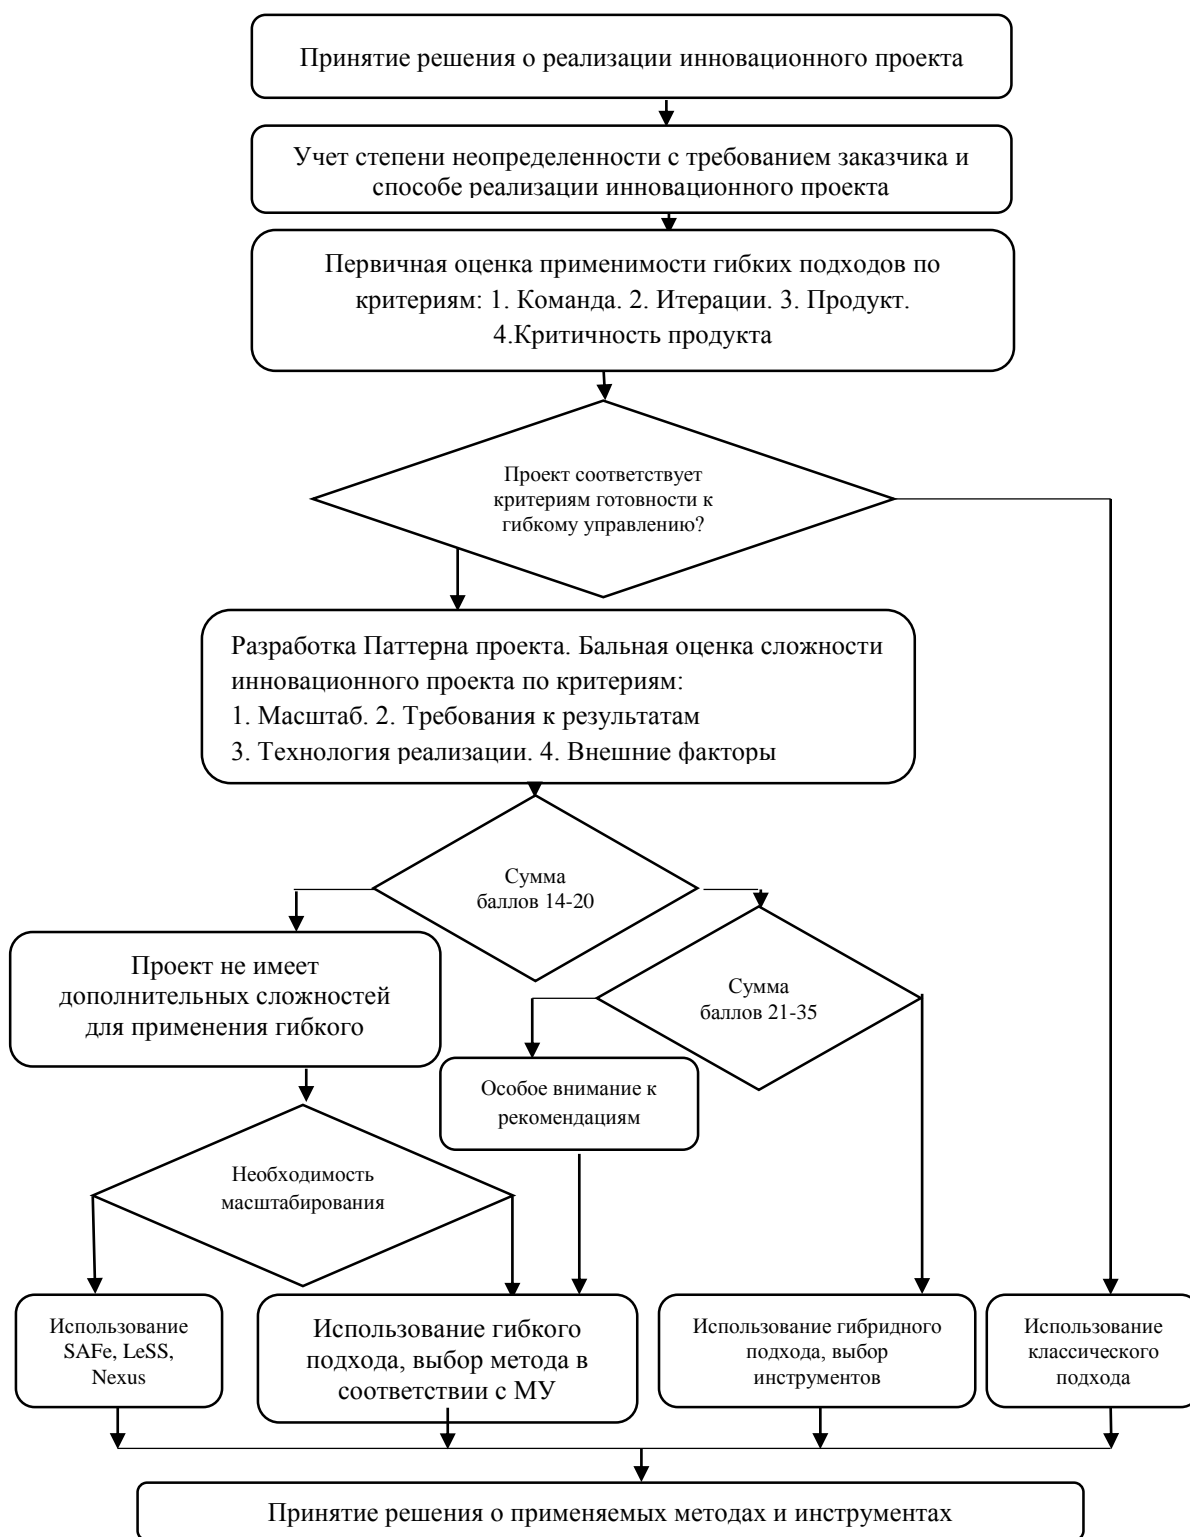 Принятие решения о реализации инновационного проекта
Учет степени неопределенности с требованием заказчика и
способе реализации инновационного проекта
Первичная оценка применимости гибких подходов по
критериям: 1. Команда. 2. Итерации. 3. Продукт.
4.Критичность продукта
Проект соответствует
критериям готовности к
гибкому управлению?
Разработка Паттерна проекта. Бальная оценка сложности
инновационного проекта по критериям:
1. Масштаб. 2. Требования к результатам
3. Технология реализации. 4. Внешние факторы
Сумма
баллов 14-20
Проект не имеет
дополнительных сложностей
для применения гибкого
Сумма
баллов 21-35
Особое внимание к
рекомендациям
Необходимость
масштабирования
Использование
SAFe, LeSS,
Nexus
Использование гибкого
подхода, выбор метода в
соответствии с МУ
Использование гибридного
подхода, выбор
инструментов
Использование
классического
подхода
Принятие решения о применяемых методах и инструментах